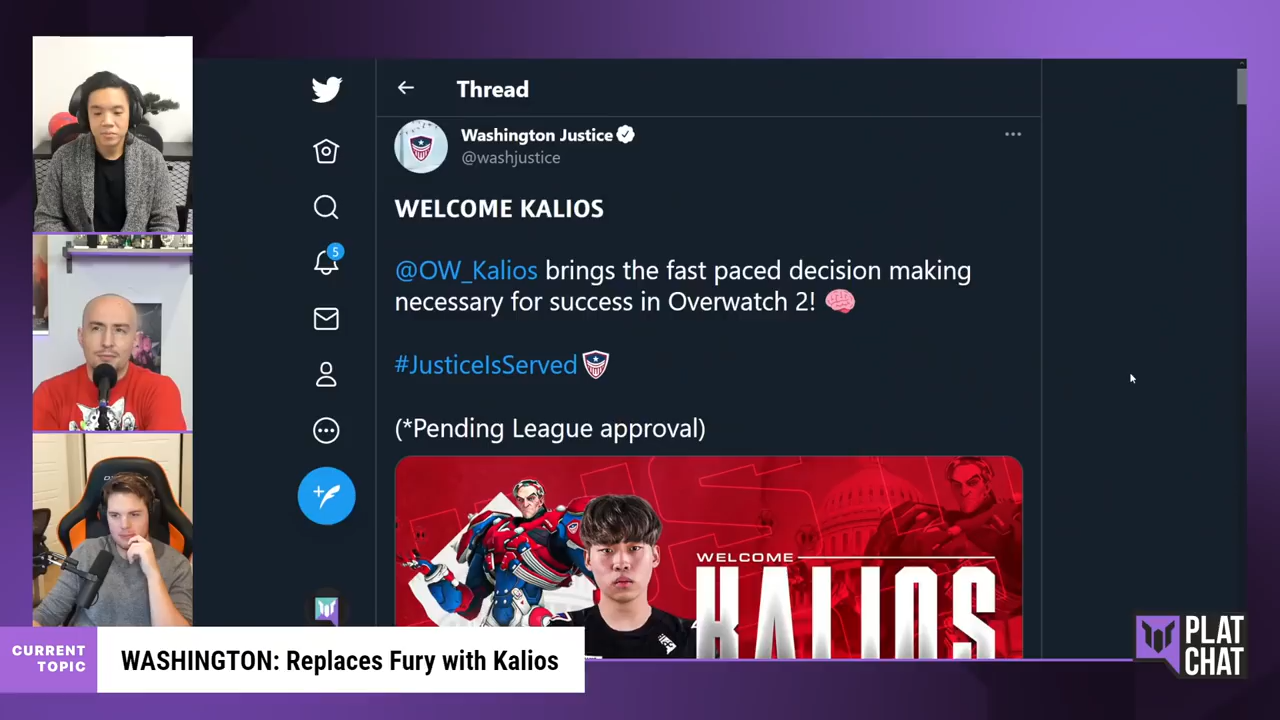 Thread
Washington Justice
@washjustice
WELCOME KALIOS
@OW_Kalios brings the fast paced decision making
necessary for success in Overwatch 2! 🧠
#JusticeIsServed
(*Pending League approval)
5
WELCOME
KALIOS
CURRENT
TOPIC
WASHINGTON: Replaces Fury with Kalios
PLAT
CHAT